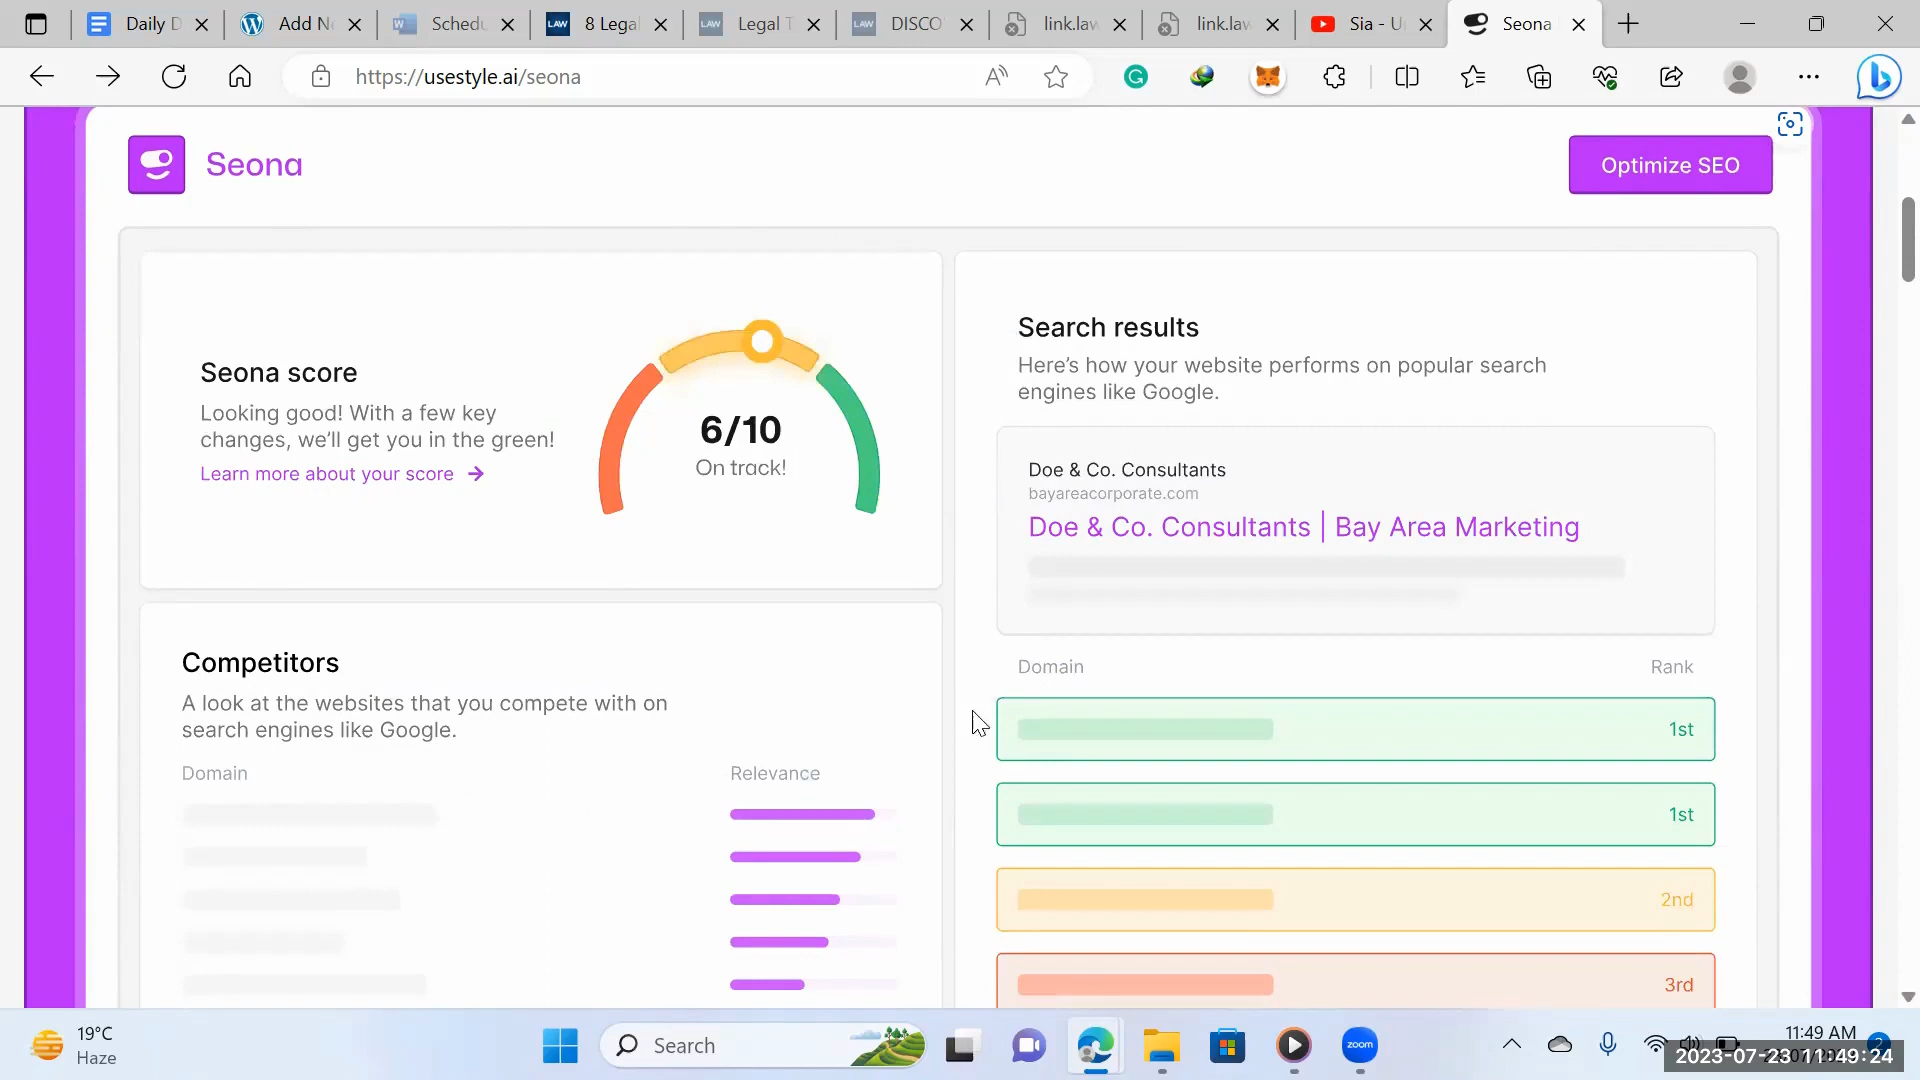 Daily D
Add N
Schedu
LAW
8 Legal
LAW
Legal T
LAW
DISCO
link.law
link.law
Sia - U
Seona
https://usestyle.ai/seona
Seona
Optimize SEO
Seona score
Looking good! With a few key
changes, we’ll get you in the green!
Learn more about your score
6/10
On track!
Competitors
A look at the websites that you compete with on
search engines like Google.
Domain
Relevance
Search results
Here’s how your website performs on popular search
engines like Google.
Doe & Co. Consultants
bayareacorporate.com
Doe & Co. Consultants | Bay Area Marketing
Domain
Rank
1st
1st
2nd
3rd
19°C
Haze
Search
zoom
11:49 AM
2
2023-07-23 11:49:24